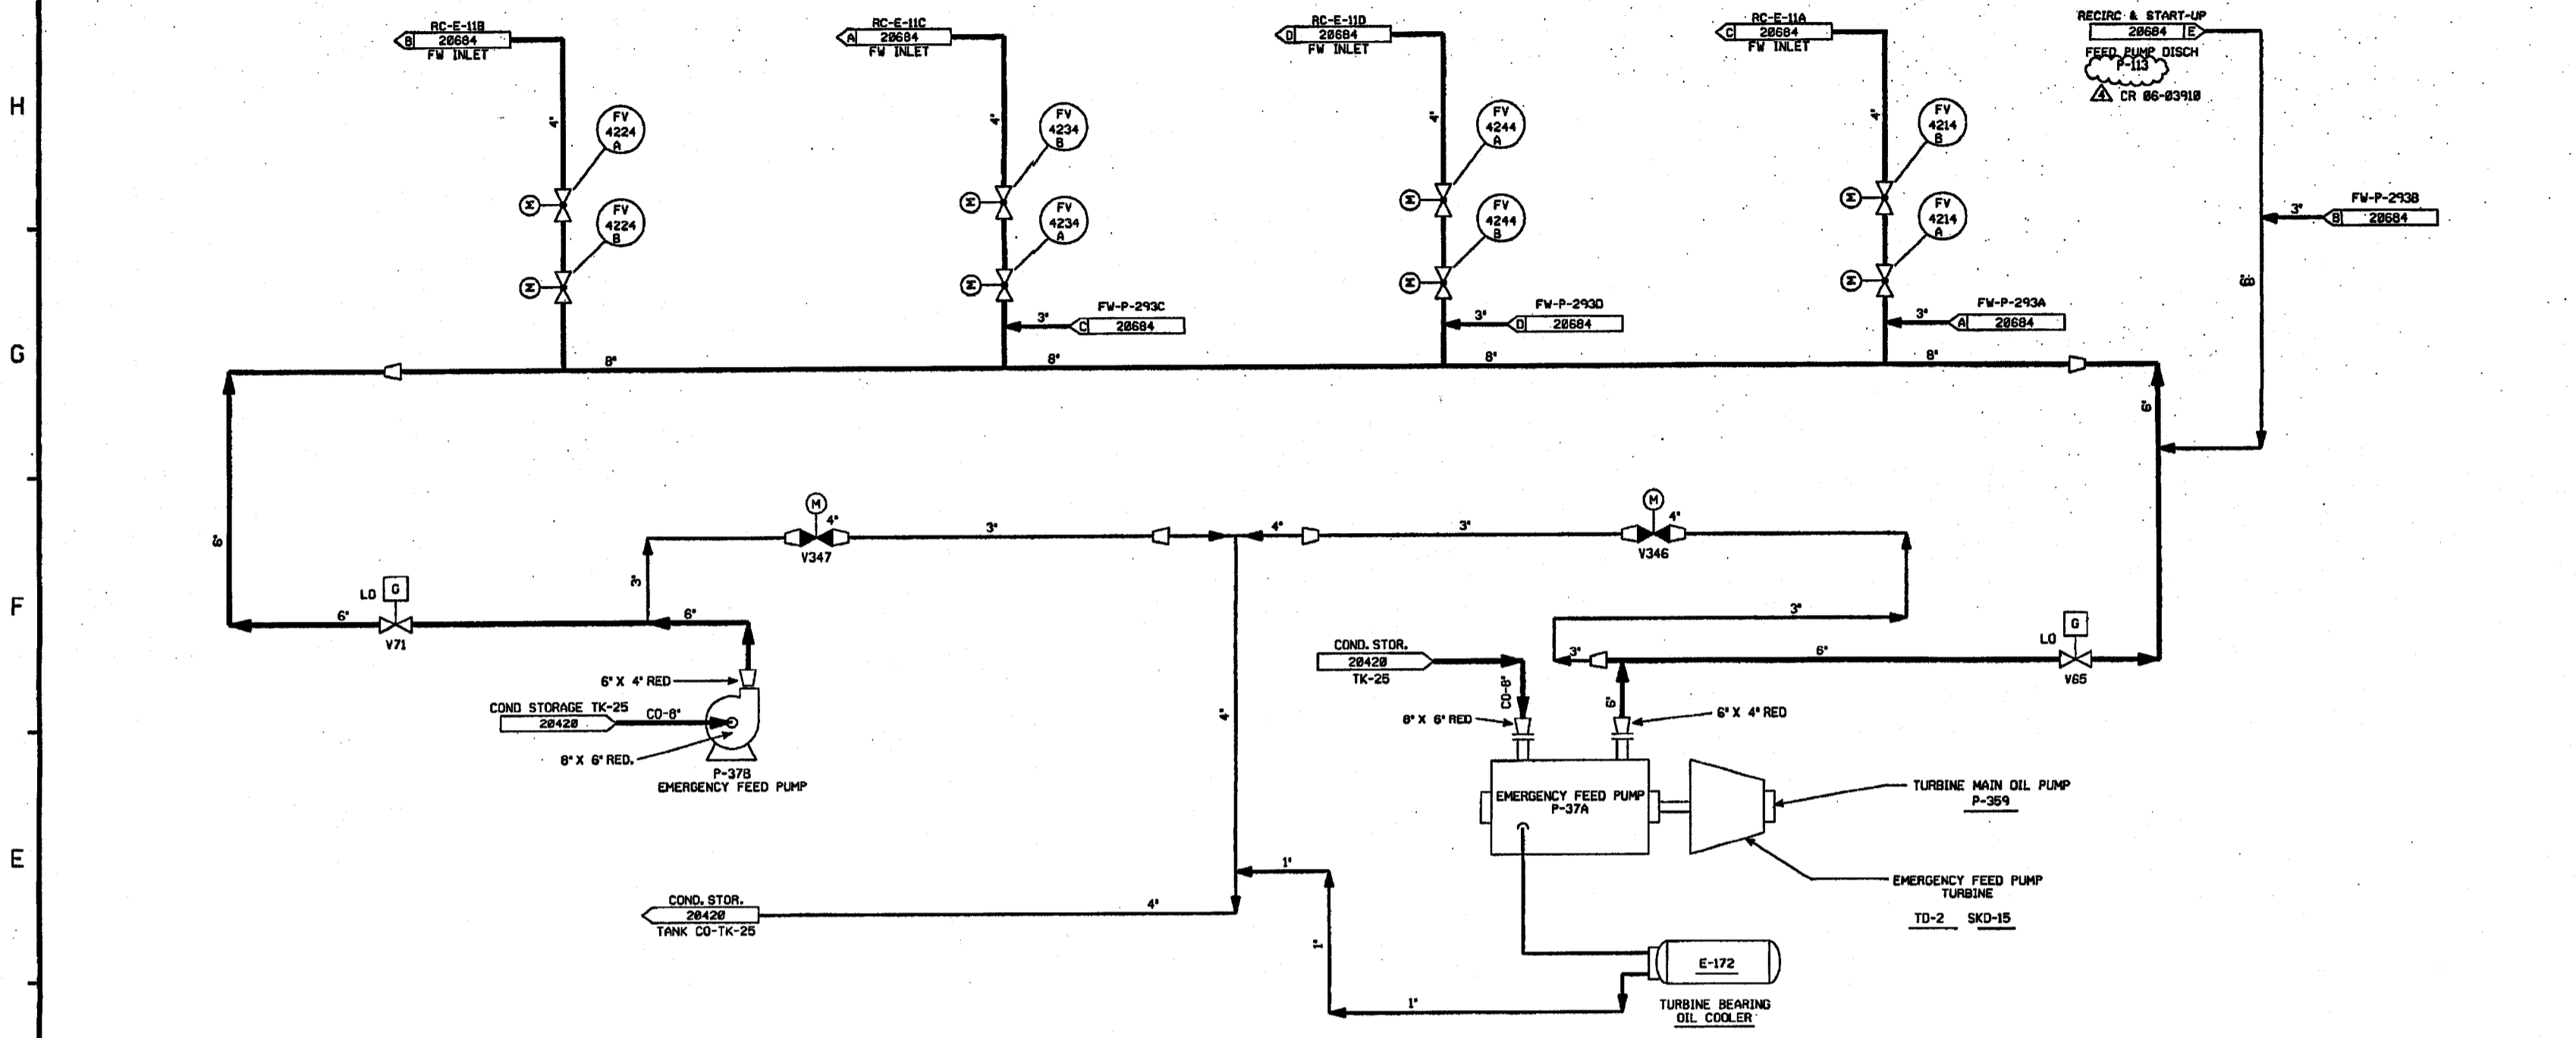 RC-E-11B
B 20684
FW INLET
RC-E-11C
A 20684
FW INLET
RC-E-11D
D 20684
FW INLET
RC-E-11A
C 20684
FW INLET
RECIRC & START-UP
20684 E
FEED PUMP DISCH
P-113
4 CR 06-03910
H
4"
FV
4224
A
4"
FV
4234
B
4"
FV
4244
A
4"
FV
4214
B
M
M
M
M
FV
4224
B
FV
4234
A
FV
4244
B
FV
4214
A
FW-P-293B
3" B 20684
M
M
M
M
6"
FW-P-293C
3" C 20684
FW-P-293D
3" D 20684
FW-P-293A
3" A 20684
G
8"
8"
8"
8"
6"
M
4"
3"
4"
3"
M
4"
V347
V346
6"
3"
F
LO G
6"
6"
V71
3"
LO G
COND. STOR.
20420
TK-25
3"
6"
V65
6" X 4" RED
COND STORAGE TK-25
20420
CO-8"
8" X 6" RED.
P-37B
EMERGENCY FEED PUMP
4"
CO-8"
6"
8" X 6" RED
6" X 4" RED
EMERGENCY FEED PUMP
P-37A
TURBINE MAIN OIL PUMP
P-359
E
1"
EMERGENCY FEED PUMP
TURBINE
TD-2 SKD-15
COND. STOR.
20420
TANK CO-TK-25
4"
1"
E-172
1"
TURBINE BEARING
OIL COOLER